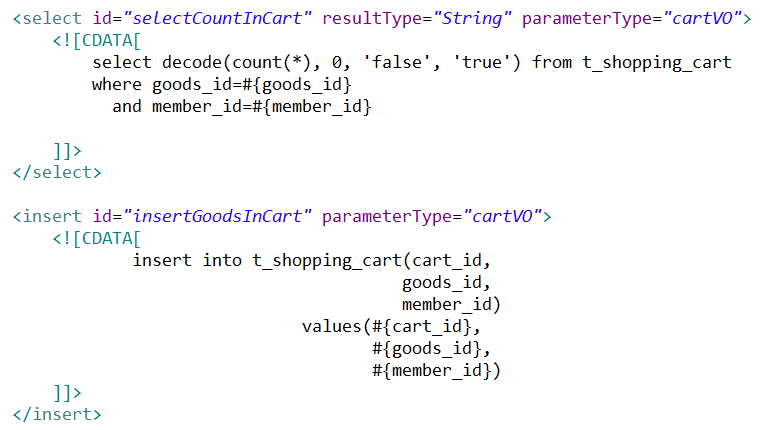 <select id="selectCountInCart" resultType="String" parameterType="cartVO">
<![CDATA[
select decode(count(*), 0, 'false', 'true') from t_shopping_cart
where goods_id=#{goods_id}
and member_id=#{member_id}
]]>
</select>
<insert id="insertGoodsInCart" parameterType="cartVO">
<![CDATA[
insert into t_shopping_cart(cart_id,
goods_id,
member_id)
values(#{cart_id},
#{goods_id},
#{member_id})
]]>
</insert>